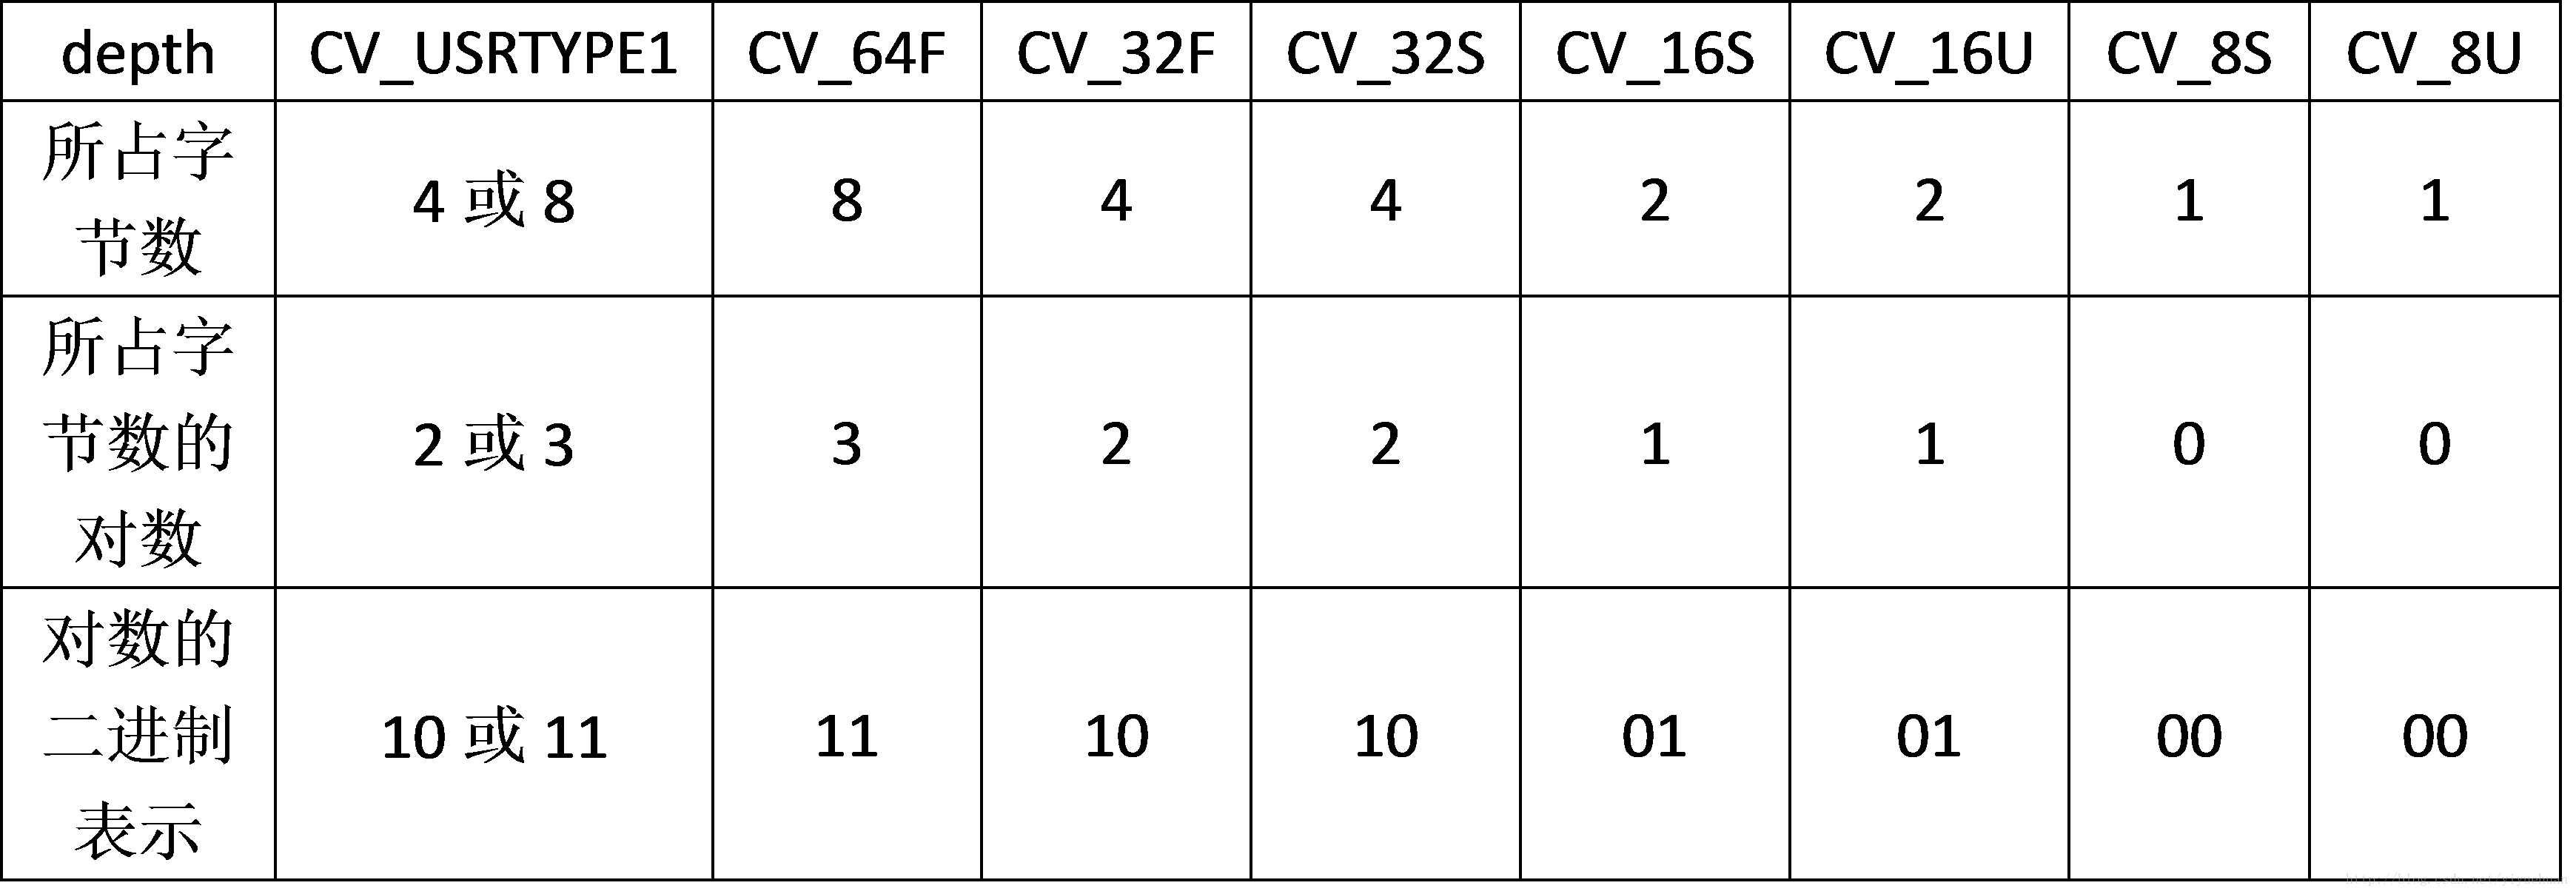 depth CV_USRTYPE1 CV_64F CV_32F CV_32S CV_16S CV_16U CV_8S CV_8U
所占字
节数
4 或 8 8 4 4 2 2 1 1
所占字
节数的
对数
2 或 3 3 2 2 1 1 0 0
对数的
二进制
表示
10 或 11 11 10 10 01 01 00 00